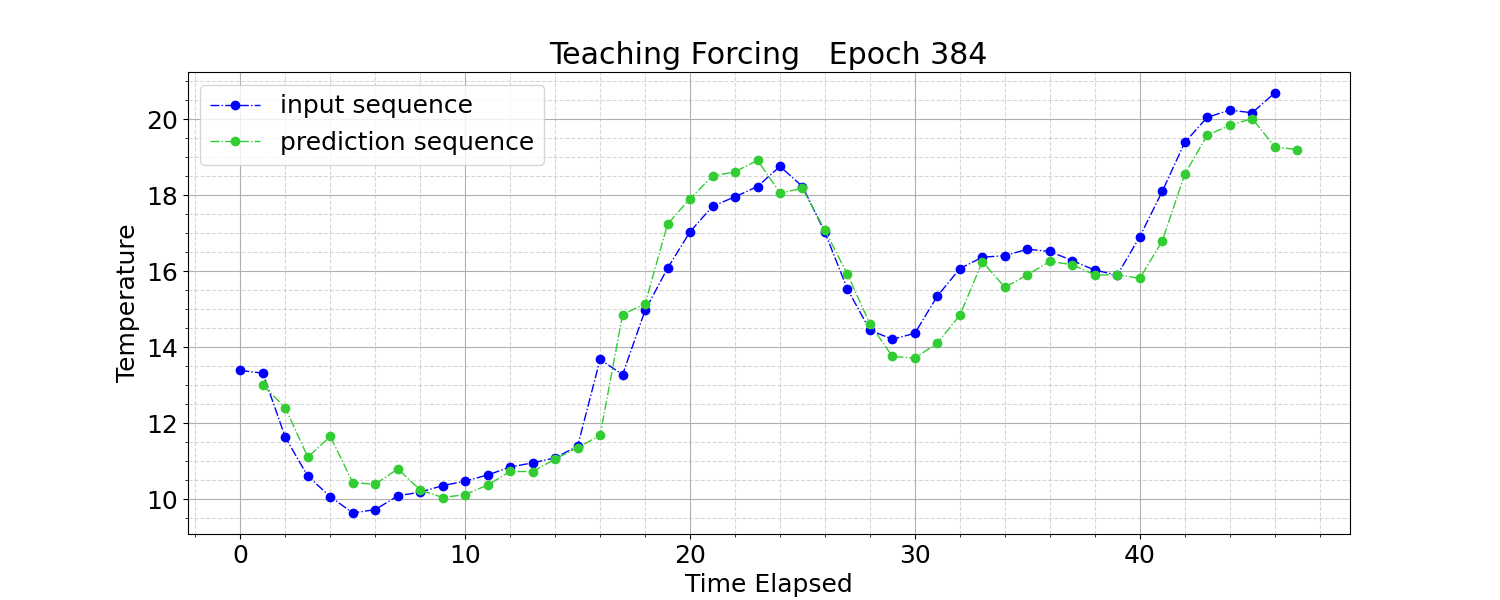 Teaching Forcing   Epoch 384
input sequence
prediction sequence
Temperature
20
18
16
14
12
10
0 10 20 30 40
Time Elapsed